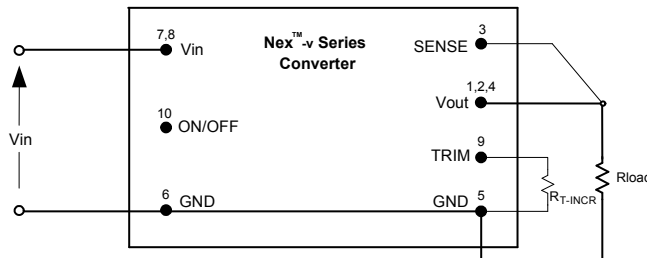 Nex™-v Series
Converter
7,8
Vin
3
SENSE
1,2,4
Vout
10
ON/OFF
Vin
9
TRIM
RT-INCR
Rload
6
GND
5
GND